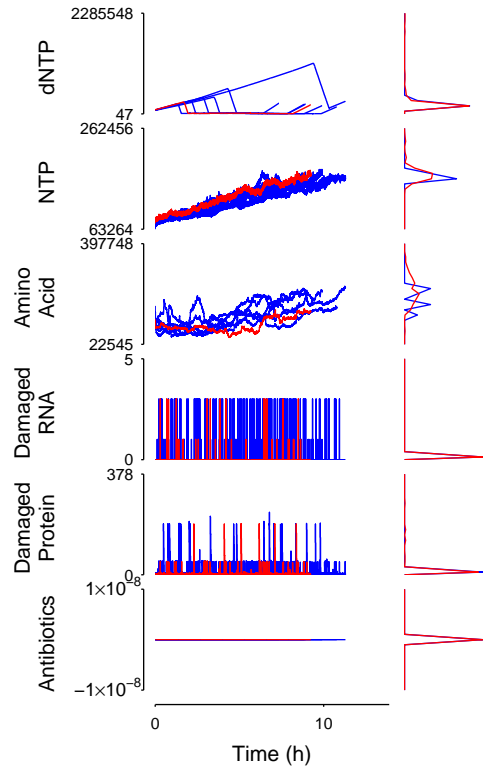 2285548
dNTP
47
262456
NTP
63264
397748
Amino
Acid
22545
5
Damaged
RNA
0
378
Damaged
Protein
0
1×10⁻⁸
Antibiotics
−1×10⁻⁸
0 10
Time (h)